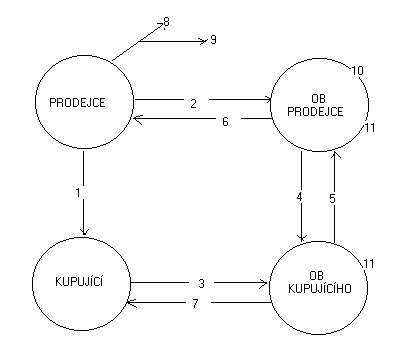 8
9
PRODEJCE
2
6
10
OB
PRODEJCE
11
1
4
5
KUPUJÍCÍ
3
7
11
OB
KUPUJÍCÍHO